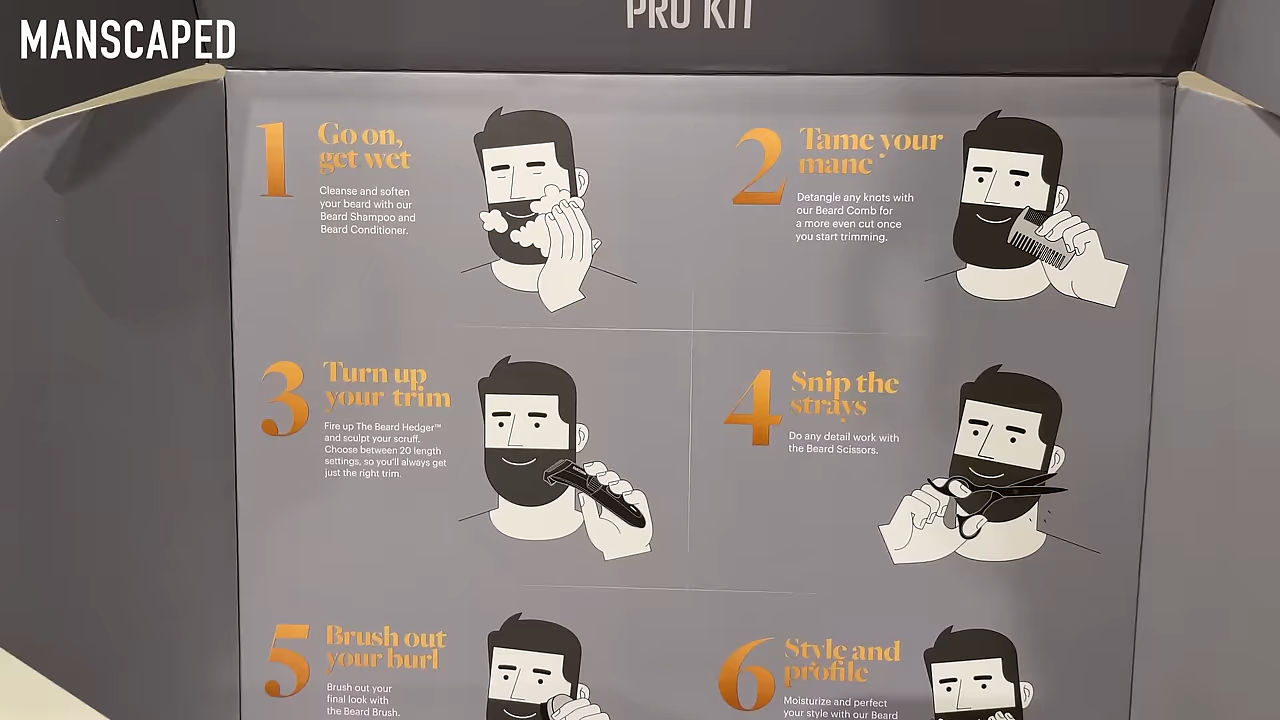 MANSCAPED
PRO KIT
1
Go on,
get wet
Cleanse and soften
your beard with our
Beard Shampoo and
Beard Conditioner.
2
Tame your
mane
Detangle any knots with
our Beard Comb for
a more even cut once
you start trimming.
3
Turn up
your trim
Fire up The Beard Hedger™
and sculpt your scruff.
Choose between 20 length
settings, so you'll always get
just the right trim.
4
Snip the
strays
Do any detail work with
the Beard Scissors.
5
Brush out
your burl
Brush out your
final look with
the Beard Brush.
6
Style and
profile
Moisturize and perfect
your style with our Beard